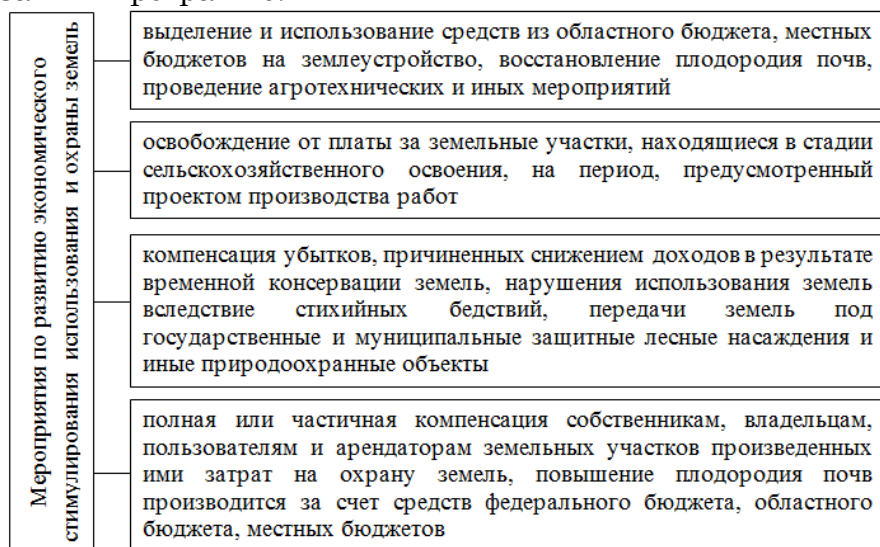 Мероприятия по развитию экономического
стимулирования использования и охраны земель
выделение и использование средств из областного бюджета, местных
бюджетов на землеустройство, восстановление плодородия почв,
проведение агротехнических и иных мероприятий
освобождение от платы за земельные участки, находящиеся в стадии
сельскохозяйственного освоения, на период, предусмотренный
проектом производства работ
компенсация убытков, причиненных снижением доходов в результате
временной консервации земель, нарушения использования земель
вследствие стихийных бедствий, передачи земель под
государственные и муниципальные защитные лесные насаждения и
иные природоохранные объекты
полная или частичная компенсация собственникам, владельцам,
пользователям и арендаторам земельных участков произведенных
ими затрат на охрану земель, повышение плодородия почв
производится за счет средств федерального бюджета, областного
бюджета, местных бюджетов